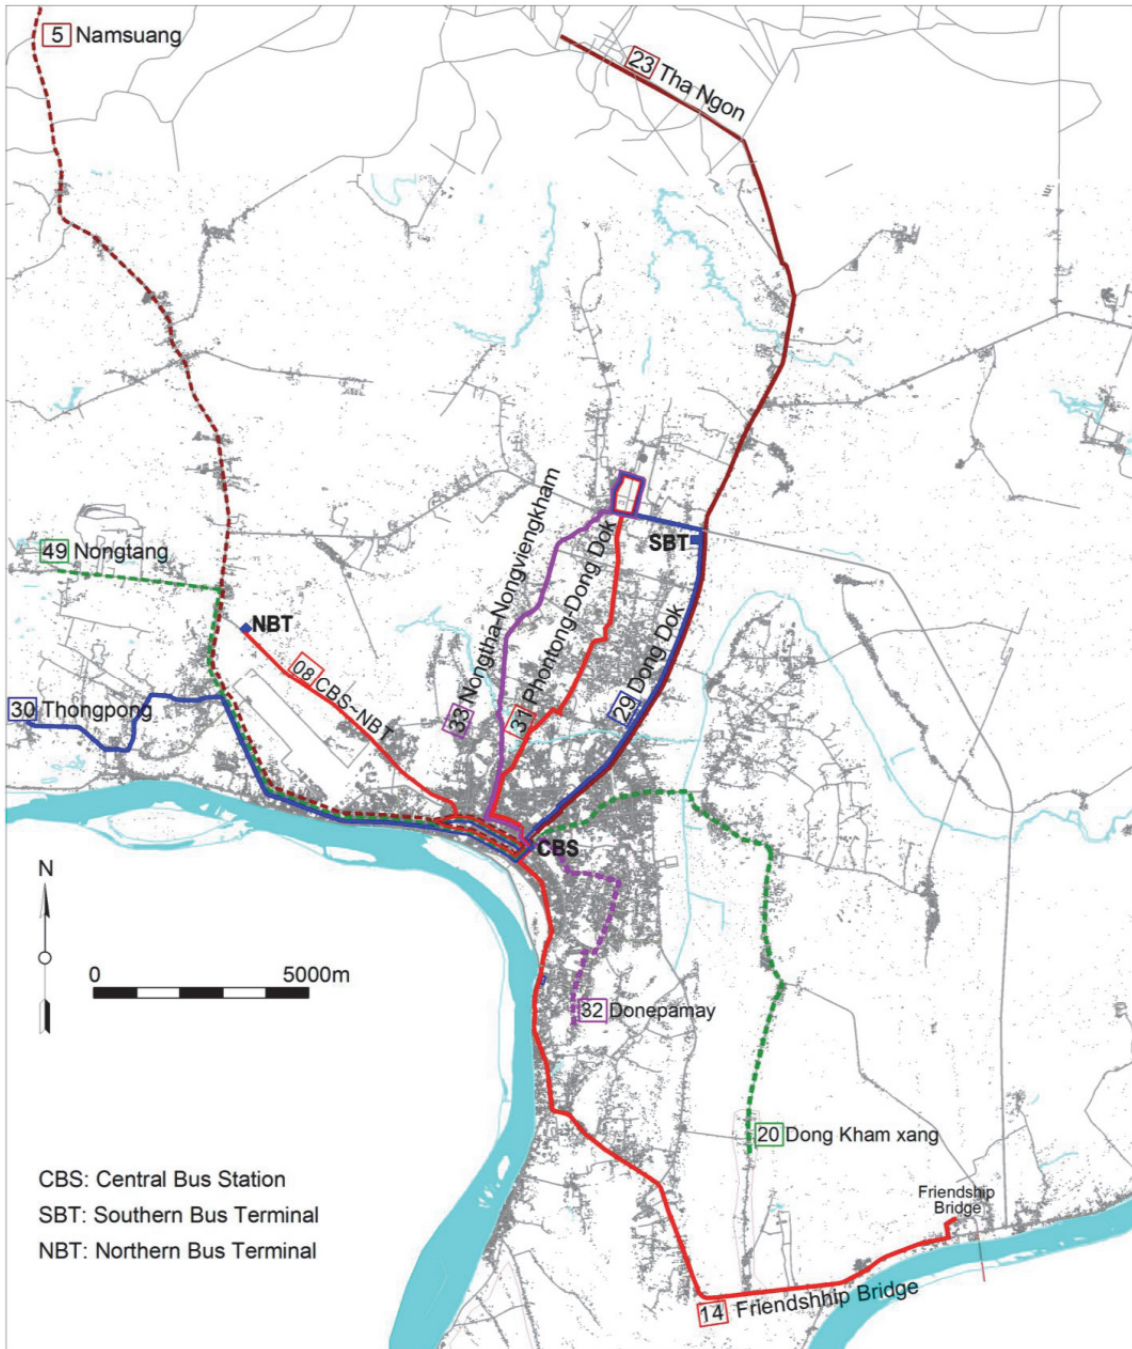 5 Namsuang
23 Tha Ngon
33 Nongtha-Nongviengkham
31 Phontong-Dong Dok
SBT
49 Nongtang
NBT
08 CBS~NBT
29 Dong Dok
30 Thongpong
CBS
N
0 5000m
32 Donepamay
20 Dong Kham xang
CBS: Central Bus Station
SBT: Southern Bus Terminal
NBT: Northern Bus Terminal
Friendship
Bridge
14 Friendshhip Bridge